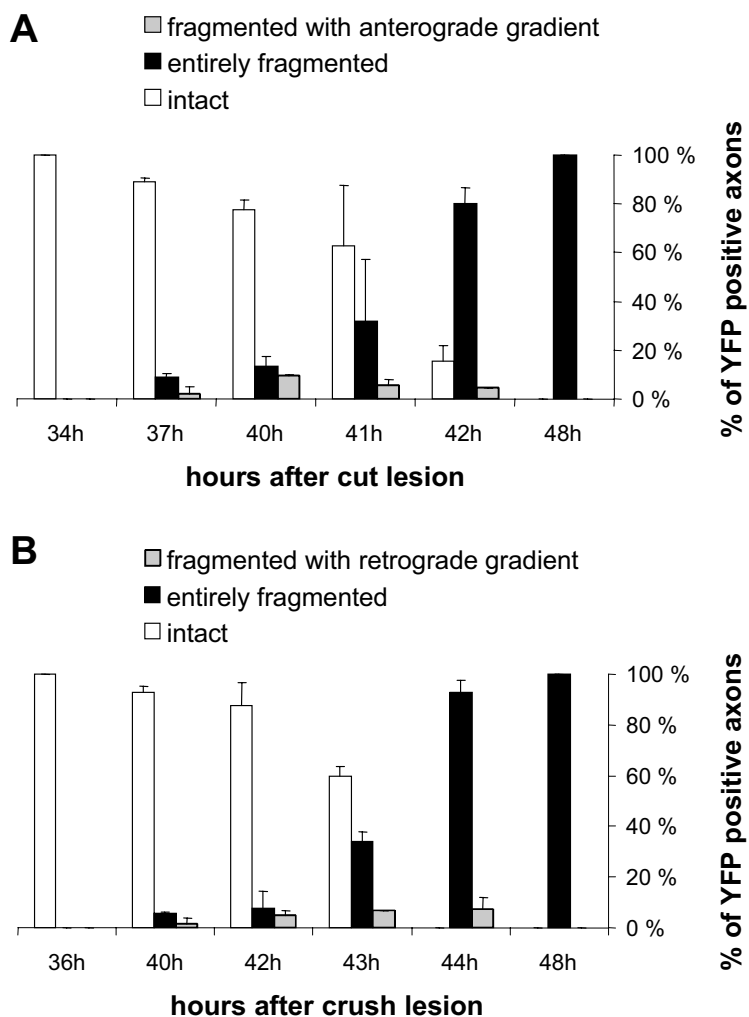 A
fragmented with anterograde gradient
entirely fragmented
intact
100 %
80 %
60 %
40 %
20 %
0 %
% of YFP positive axons
34h 37h 40h 41h 42h 48h
hours after cut lesion
B
fragmented with retrograde gradient
entirely fragmented
intact
100 %
80 %
60 %
40 %
20 %
0 %
% of YFP positive axons
36h 40h 42h 43h 44h 48h
hours after crush lesion